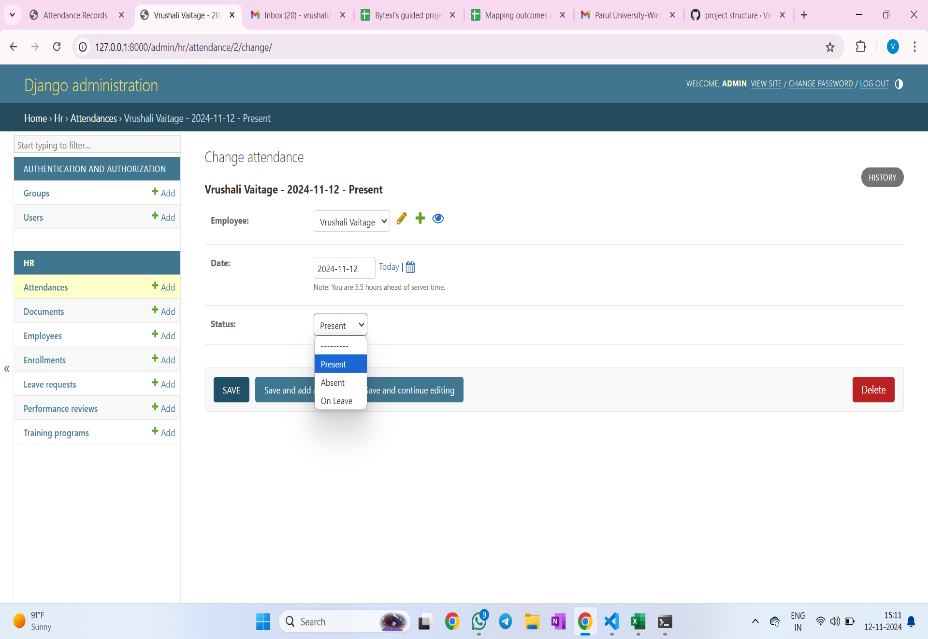 Attendance Records
Vrushali Vaitage - 202
Inbox (20) - vrushali
Bytexl's guided proje
Mapping outcomes
Parul University-Win
project structure · Vr
127.0.0.1:8000/admin/hr/attendance/2/change/
V
Django administration
WELCOME, ADMIN. VIEW SITE / CHANGE PASSWORD / LOG OUT
Home › Hr › Attendances › Vrushali Vaitage - 2024-11-12 - Present
Start typing to filter...
AUTHENTICATION AND AUTHORIZATION
Groups + Add
Users + Add
HR
Attendances + Add
Documents + Add
Employees + Add
Enrollments + Add
Leave requests + Add
Performance reviews + Add
Training programs + Add
«
Change attendance
HISTORY
Vrushali Vaitage - 2024-11-12 - Present
Employee: Vrushali Vaitage
Date: 2024-11-12 Today |
Note: You are 5.5 hours ahead of server time.
Status: Present
---------
Present
Absent
On Leave
SAVE Save and add ave and continue editing Delete
91°F
Sunny
Search
9
ENG
IN
15:11
12-11-2024